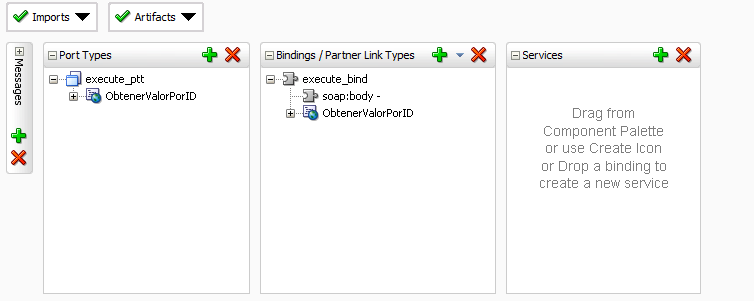 Imports
Artifacts
Messages
Port Types
execute_ptt
ObtenerValorPorID
Bindings / Partner Link Types
execute_bind
soap:body -
ObtenerValorPorID
Services
Drag from
Component Palette
or use Create Icon
or Drop a binding to
create a new service